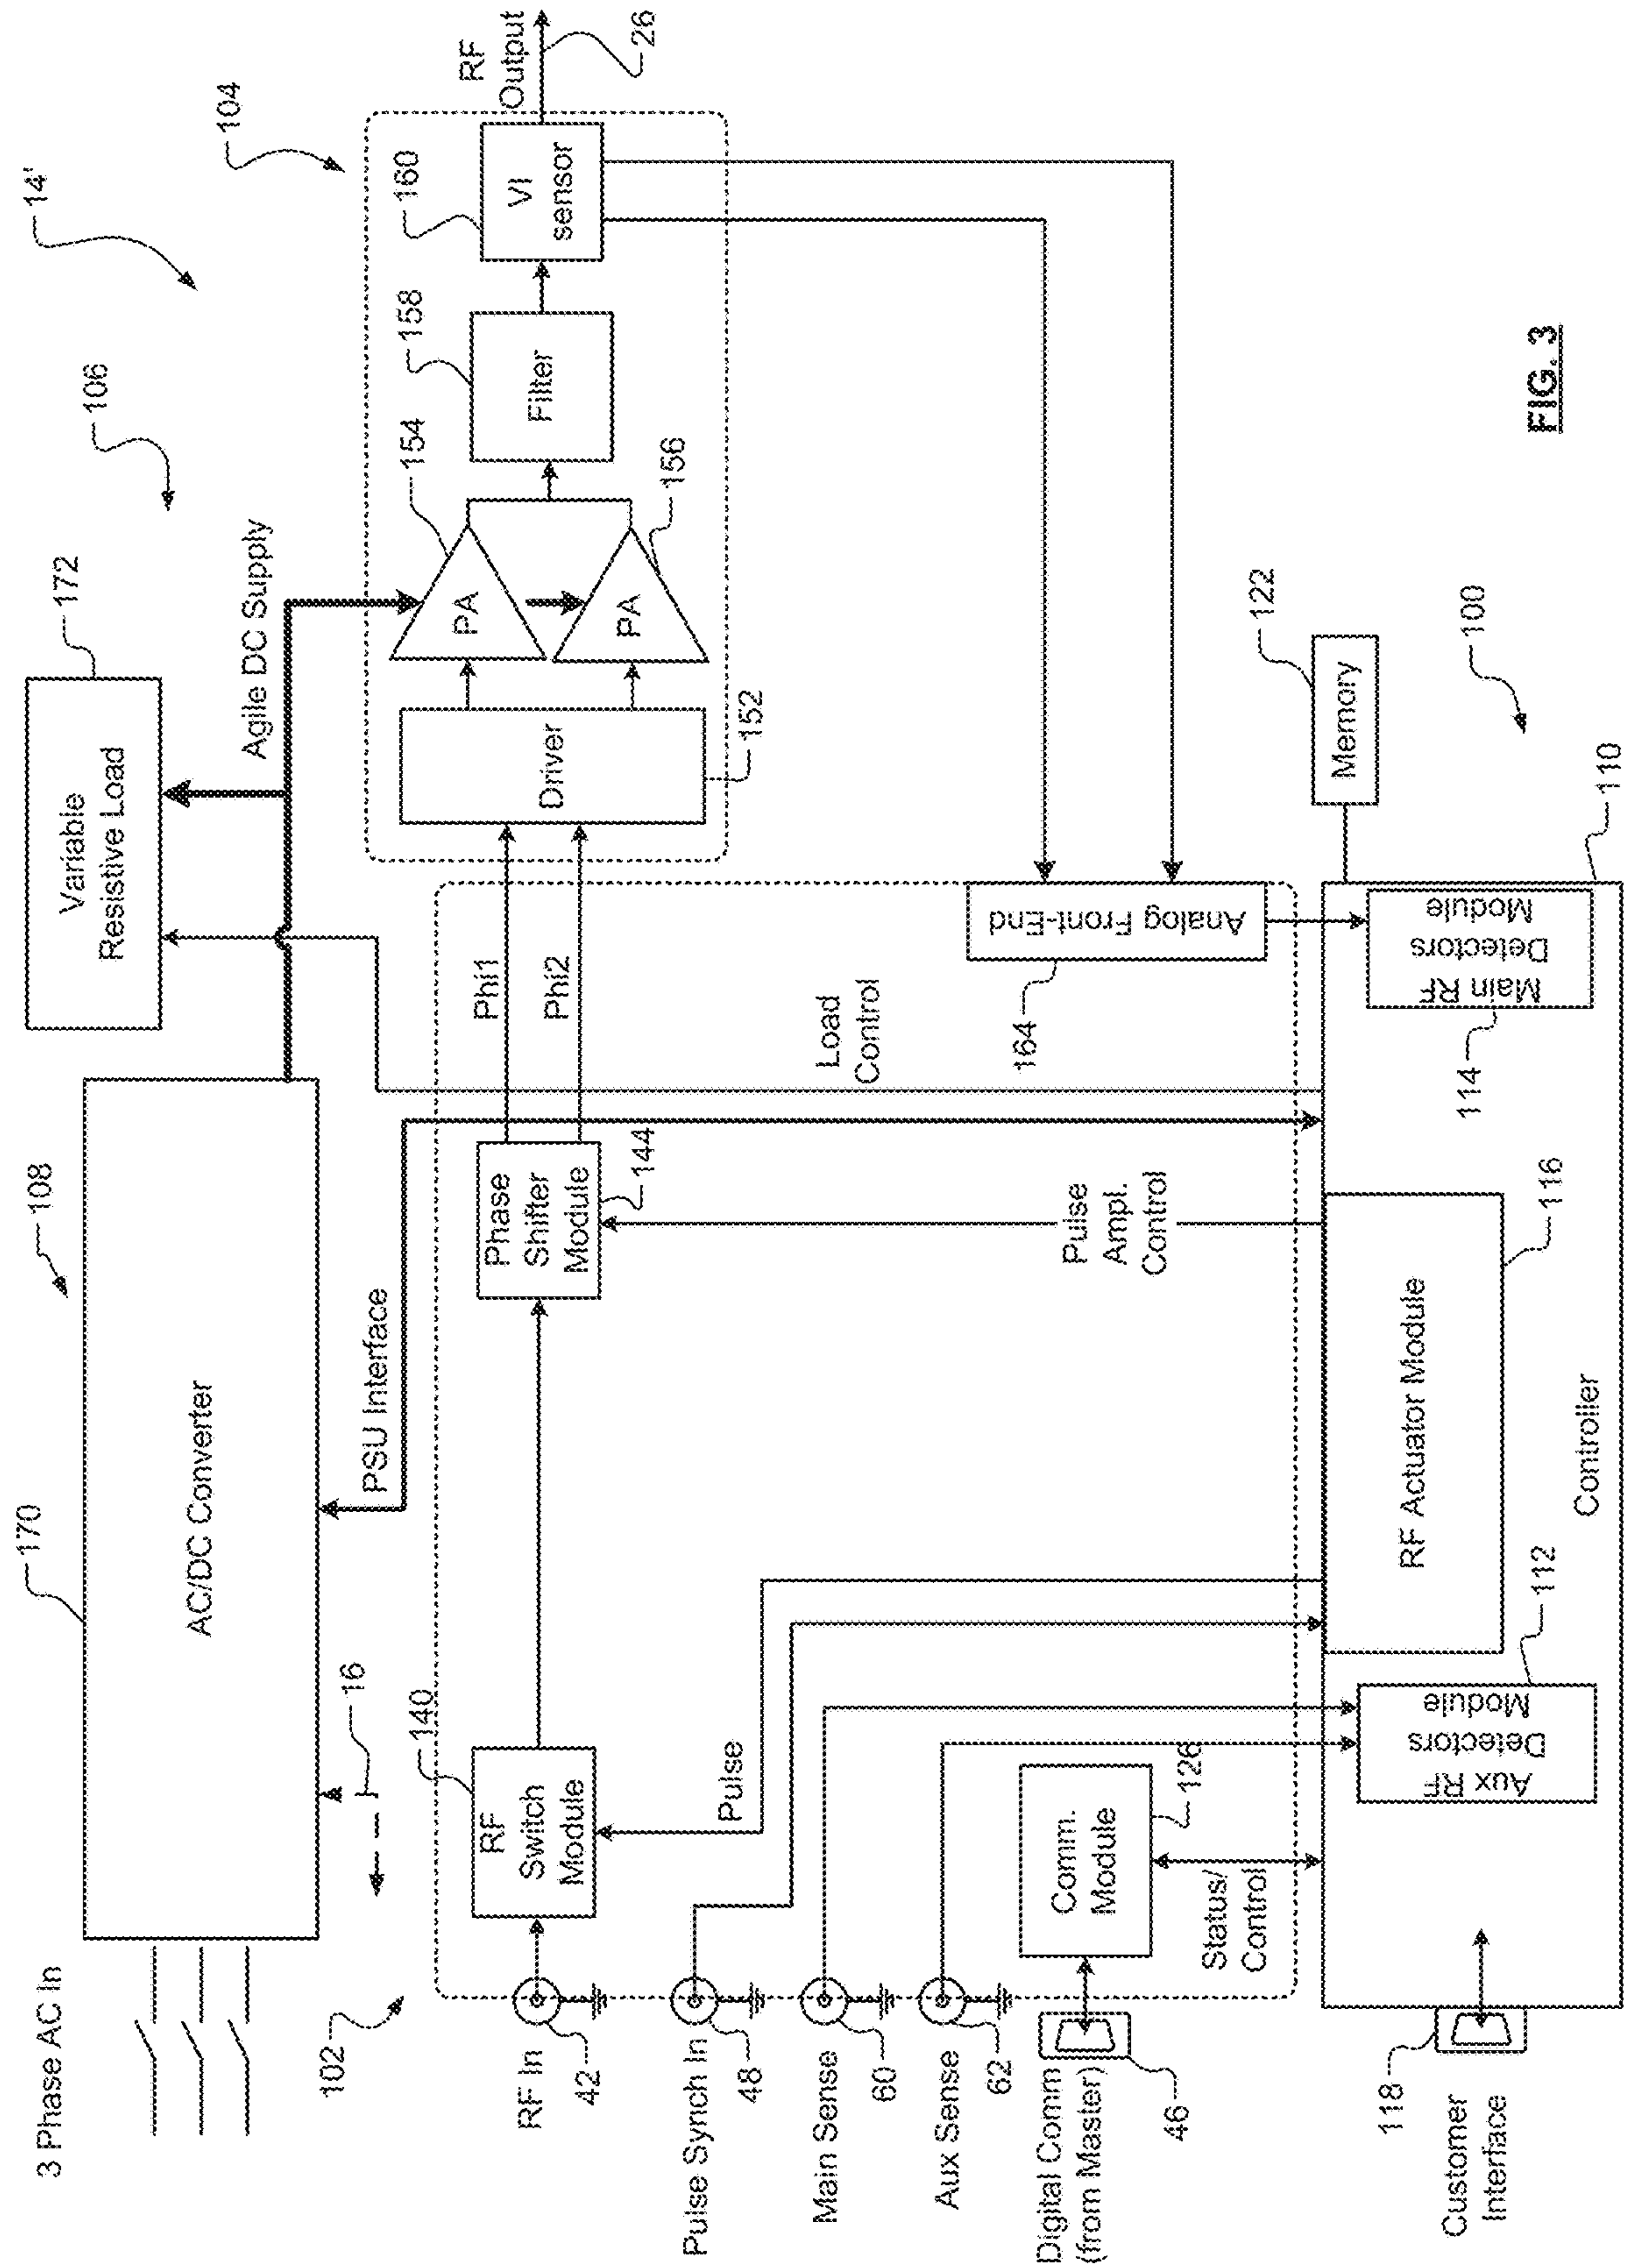 3 Phase AC In
170
108
AC/DC Converter
16
PSU Interface
172
Variable
Resistive Load
Agile DC Supply
106
14'
104
102
RF In
42
140
RF
Switch
Module
Phase
Shifter
Module
144
Phi1
Phi2
Driver
152
PA
154
PA
156
Filter
158
VI
sensor
160
RF
Output
26
Pulse Synch In
48
Pulse
Pulse
Ampl.
Control
Load
Control
Main Sense
60
Aux Sense
62
Digital Comm
(from Master)
46
Comm.
Module
126
Status/
Control
164
Analog Front-End
122
Memory
100
110
Customer
Interface
118
Aux RF
Detectors
Module
112
RF Actuator Module
116
Controller
Main RF
Detectors
Module
114
FIG. 3